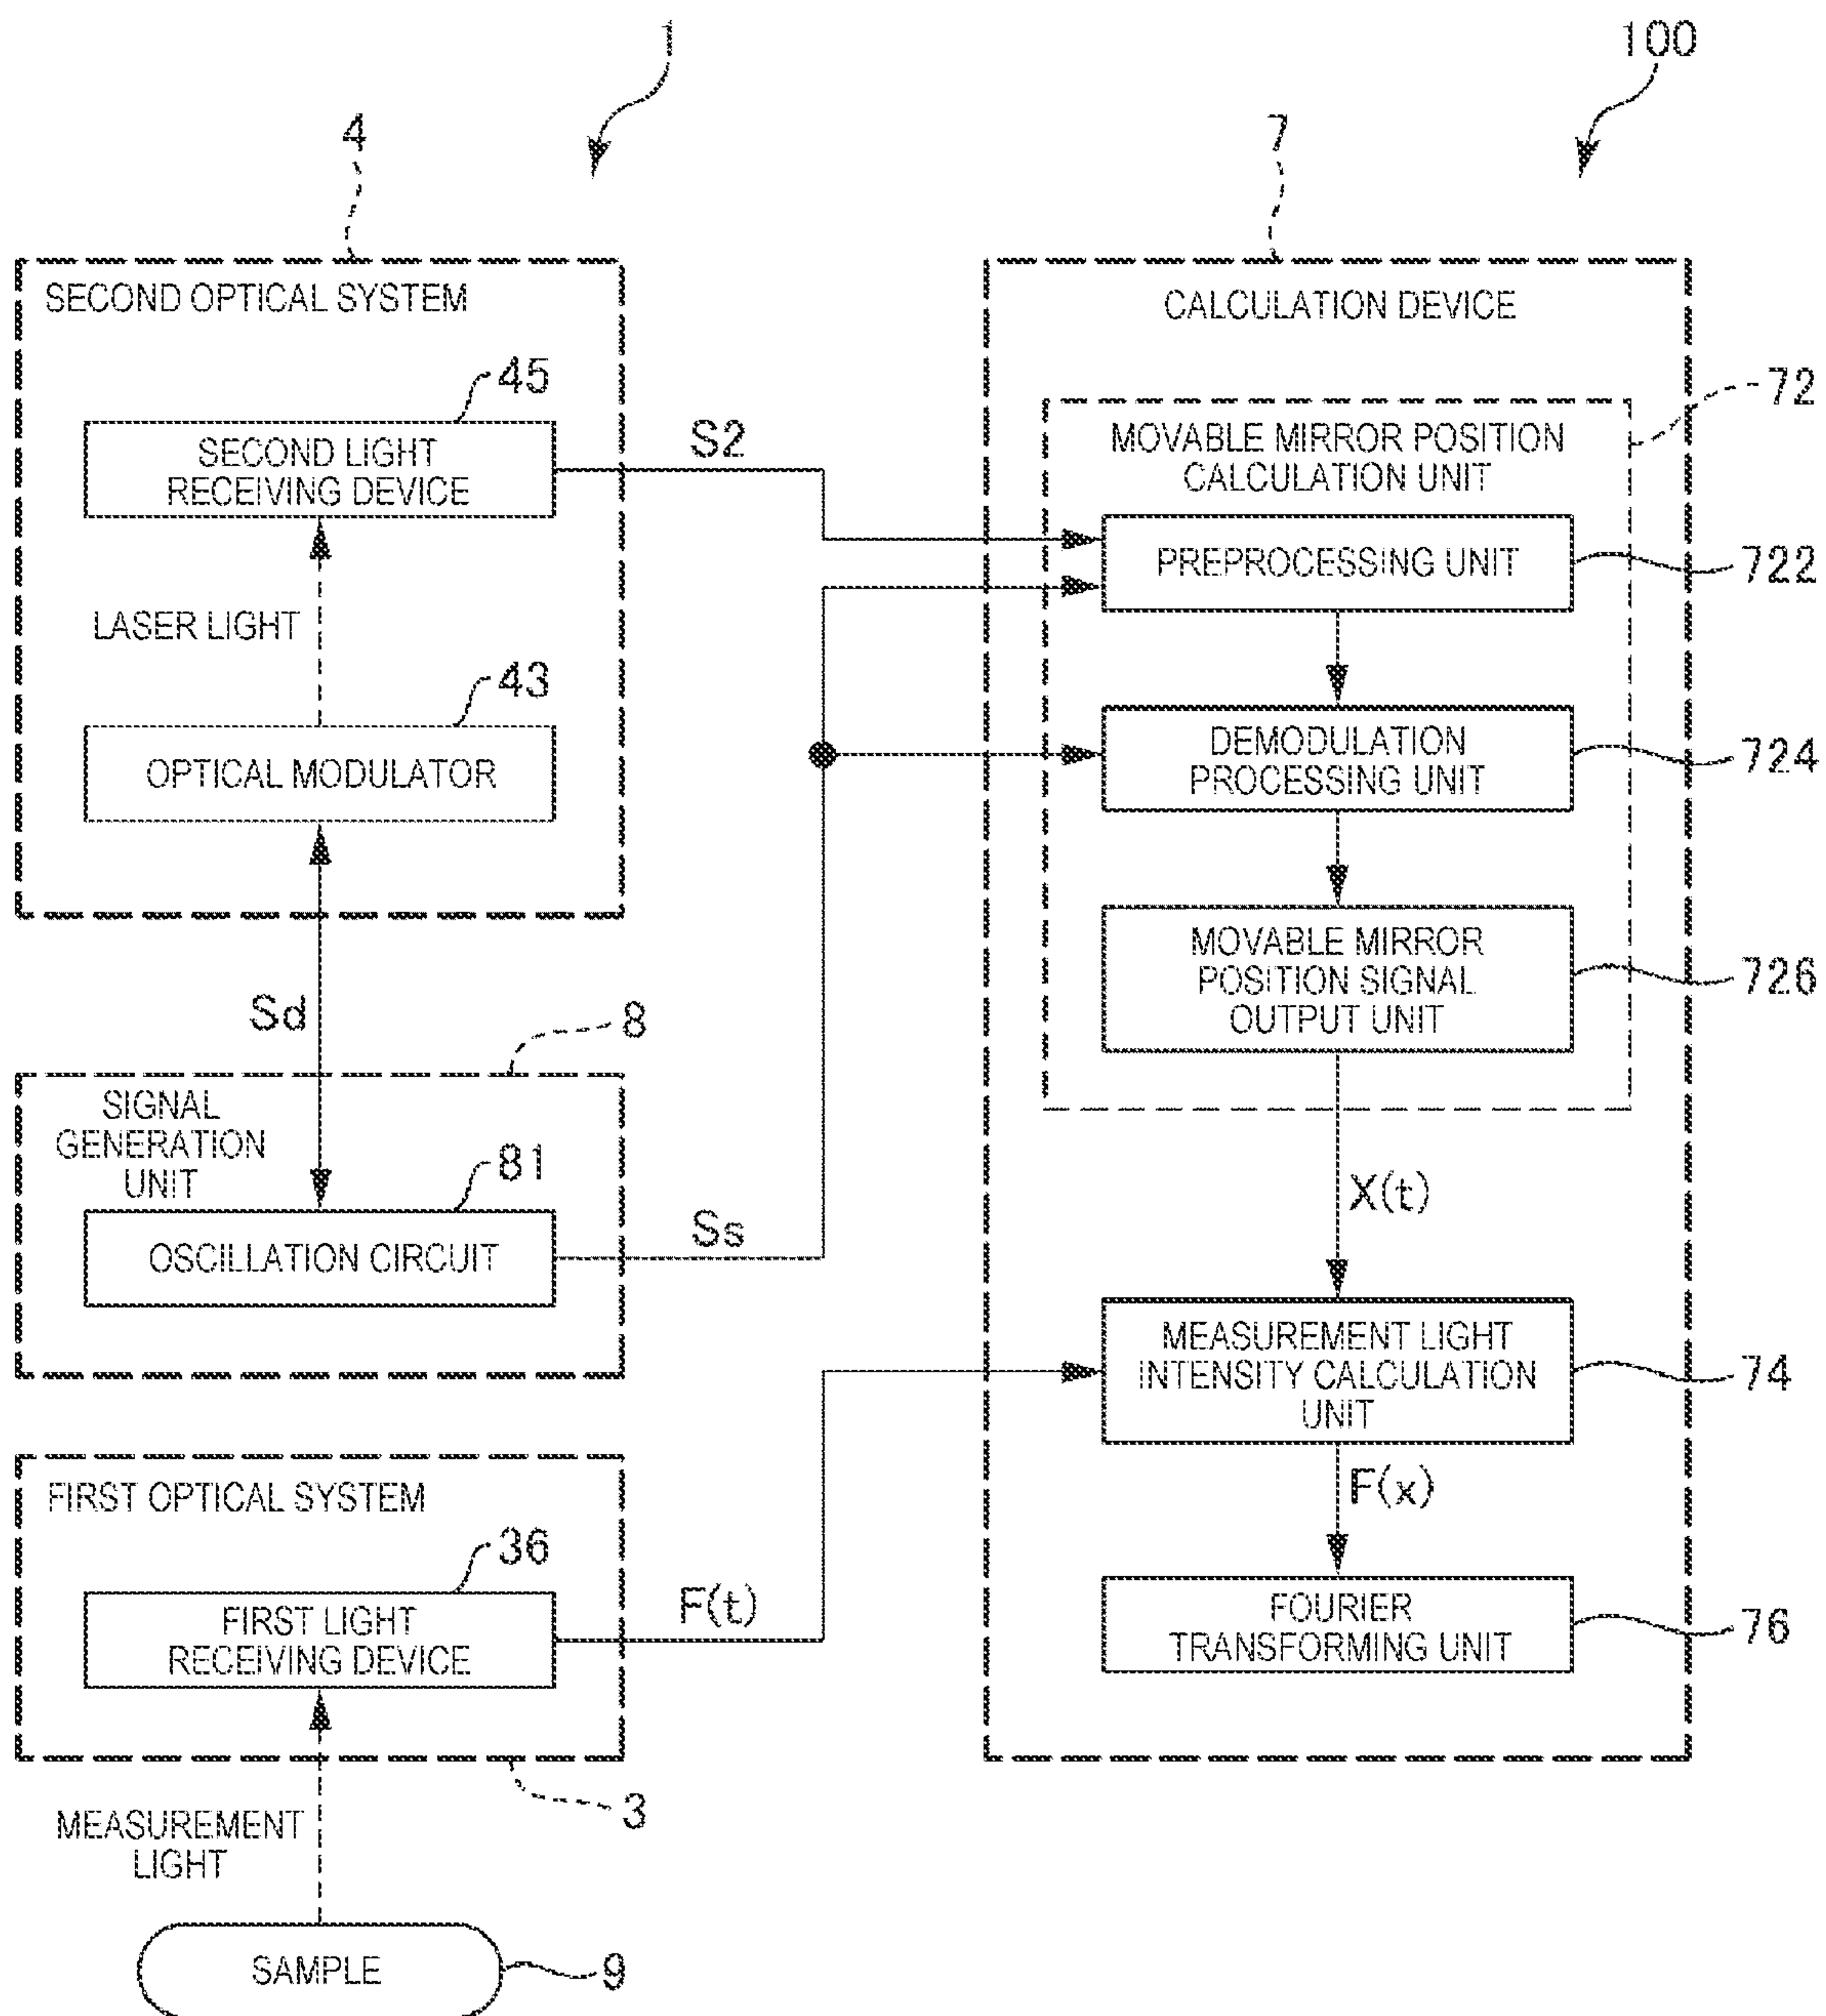 1
100
4
7
SECOND OPTICAL SYSTEM
45
SECOND LIGHT
RECEIVING DEVICE
S2
LASER LIGHT
43
OPTICAL MODULATOR
Sd
8
SIGNAL
GENERATION
UNIT
81
OSCILLATION CIRCUIT
Ss
FIRST OPTICAL SYSTEM
36
FIRST LIGHT
RECEIVING DEVICE
F(t)
3
MEASUREMENT
LIGHT
SAMPLE
9
CALCULATION DEVICE
72
MOVABLE MIRROR POSITION
CALCULATION UNIT
PREPROCESSING UNIT
722
DEMODULATION
PROCESSING UNIT
724
MOVABLE MIRROR
POSITION SIGNAL
OUTPUT UNIT
726
X(t)
MEASUREMENT LIGHT
INTENSITY CALCULATION
UNIT
74
F(x)
FOURIER
TRANSFORMING UNIT
76